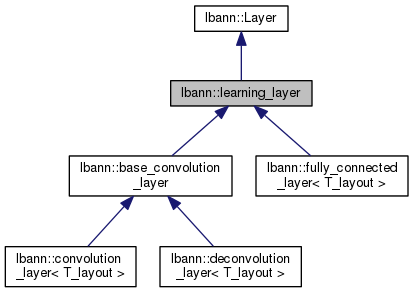 lbann::Layer
lbann::learning_layer
lbann::base_convolution
_layer
lbann::fully_connected
_layer< T_layout >
lbann::convolution
_layer< T_layout >
lbann::deconvolution
_layer< T_layout >